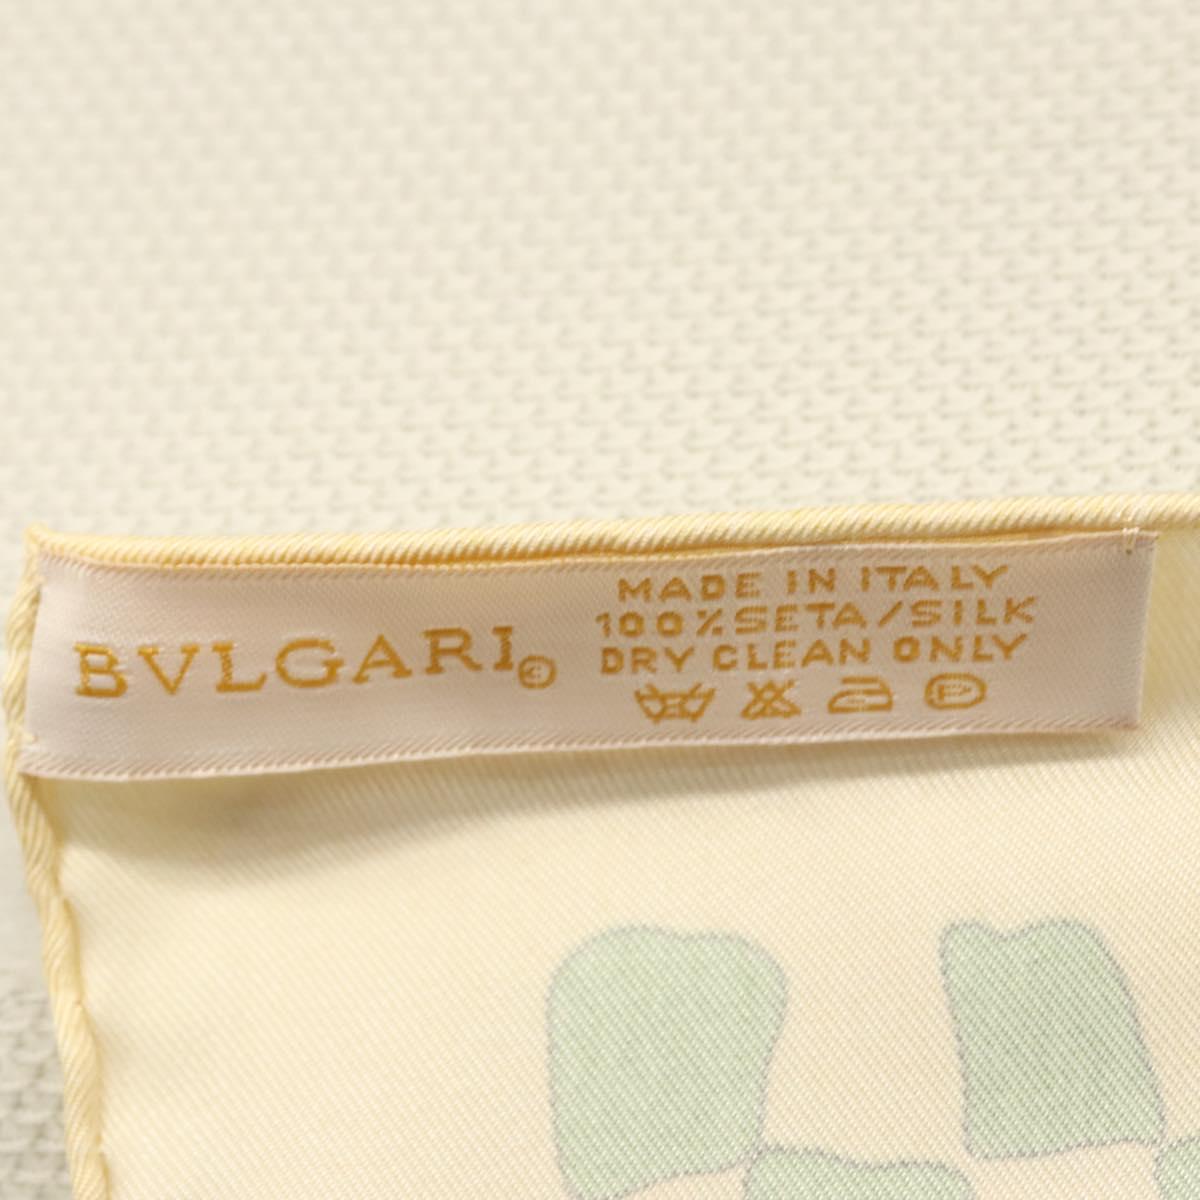 BVLGARI©
MADE IN ITALY
100%SETA/SILK
DRY CLEAN ONLY
P